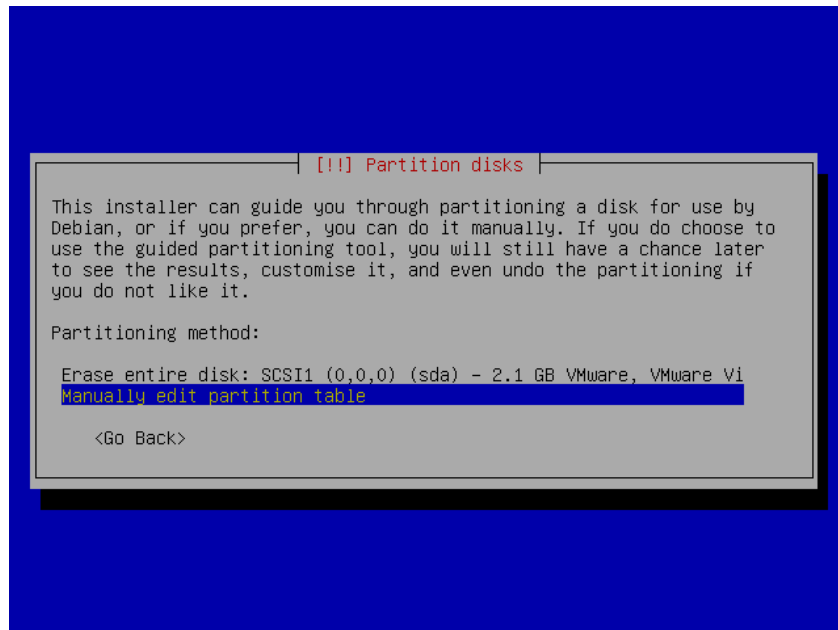 [!!] Partition disks
This installer can guide you through partitioning a disk for use by
Debian, or if you prefer, you can do it manually. If you do choose to
use the guided partitioning tool, you will still have a chance later
to see the results, customise it, and even undo the partitioning if
you do not like it.
Partitioning method:
Erase entire disk: SCSI1 (0,0,0) (sda) – 2.1 GB VMware, VMware Vi
Manually edit partition table
<Go Back>